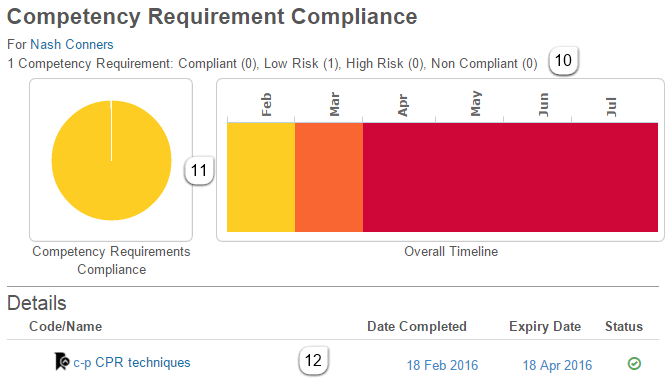 Competency Requirement Compliance
For Nash Conners
1 Competency Requirement: Compliant (0), Low Risk (1), High Risk (0), Non Compliant (0)
10
Feb
Mar
Apr
May
Jun
Jul
11
Competency Requirements
Compliance
Overall Timeline
Details
Code/Name Date Completed Expiry Date Status
c-p CPR techniques 12 18 Feb 2016 18 Apr 2016